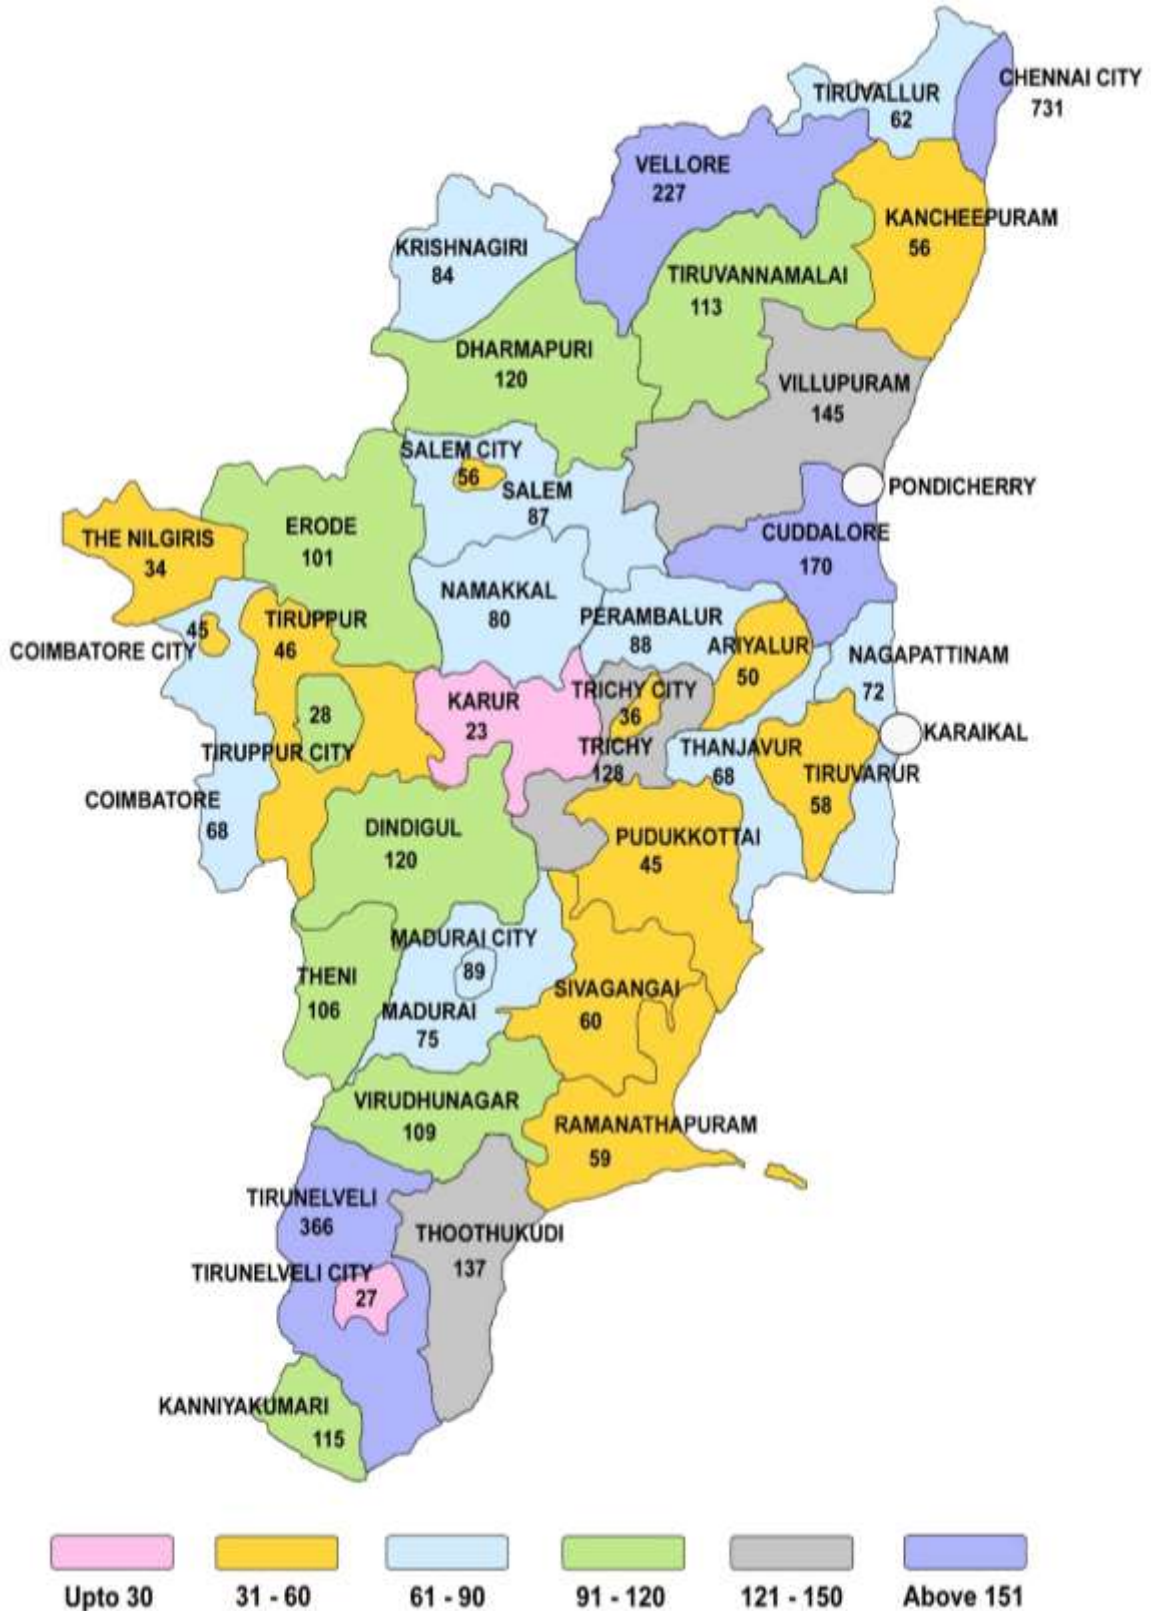 CHENNAI CITY
731
TIRUVALLUR
62
VELLORE
227
KANCHEEPURAM
56
KRISHNAGIRI
84
TIRUVANNAMALAI
113
DHARMAPURI
120
VILLUPURAM
145
SALEM CITY
56
SALEM
87
PONDICHERRY
THE NILGIRIS
34
ERODE
101
CUDDALORE
170
NAMAKKAL
80
PERAMBALUR
88
TIRUPPUR
46
45
COIMBATORE CITY
ARIYALUR
50
NAGAPATTINAM
72
KARUR
23
TRICHY CITY
36
28
TIRUPPUR CITY
TRICHY
128
THANJAVUR
68
KARAIKAL
TIRUVARUR
58
COIMBATORE
68
DINDIGUL
120
PUDUKKOTTAI
45
MADURAI CITY
89
THENI
106
MADURAI
75
SIVAGANGAI
60
VIRUDHUNAGAR
109
RAMANATHAPURAM
59
TIRUNELVELI
366
THOOTHUKUDI
137
TIRUNELVELI CITY
27
KANNIYAKUMARI
115
Upto 30
31 - 60
61 - 90
91 - 120
121 - 150
Above 151